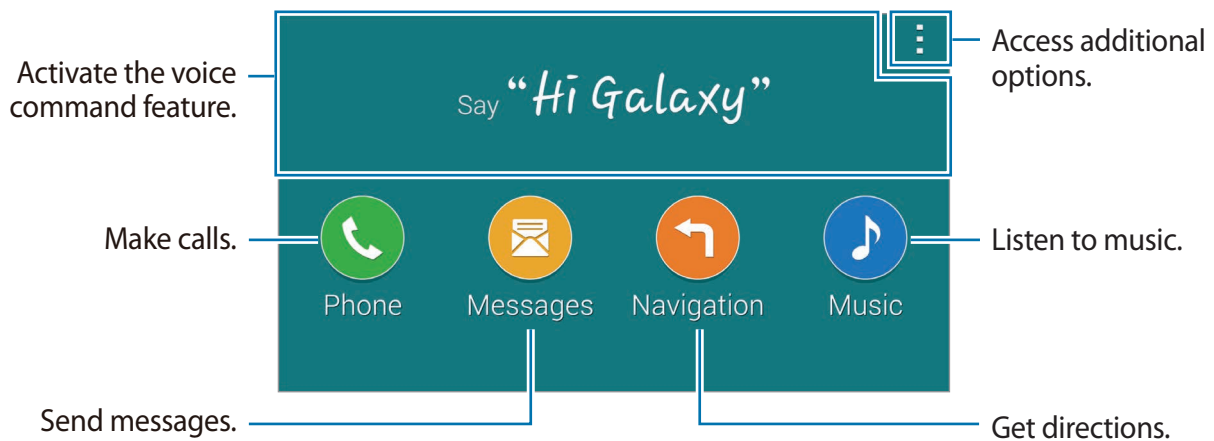 Activate the voice
command feature.
Say “Hi Galaxy”
Access additional
options.
Make calls.
Listen to music.
Phone
Messages
Navigation
Music
Send messages.
Get directions.